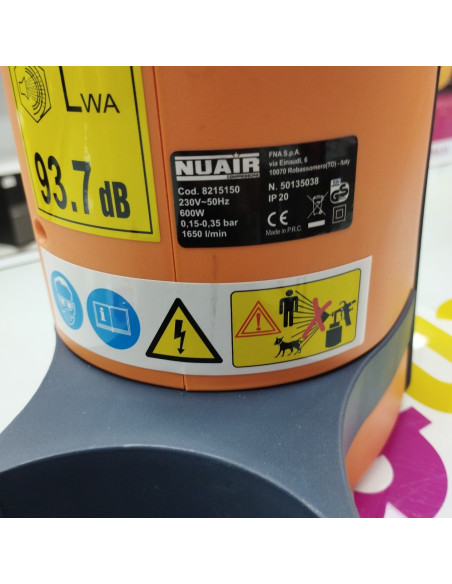 LWA
93.7 dB
NUAIR
Cod. 8215150
230V~50Hz
600W
0,15-0,35 bar
1650 l/min
FNA S.p.A.
via Einaudi, 6
10070 Robassomero(TO) - Italy
N. 50135038
IP 20
CE
Made in P.R.C.